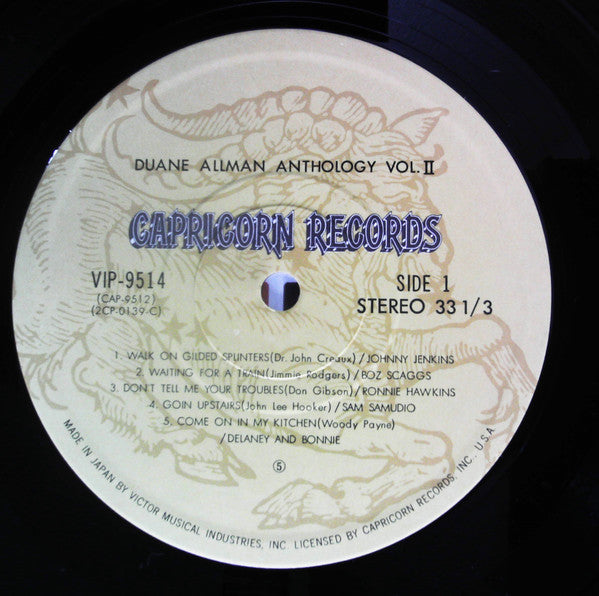 DUANE ALLMAN ANTHOLOGY VOL. II
CAPRICORN RECORDS
VIP-9514
(CAP-9512)
(2CP-0139-C)
SIDE 1
STEREO 33 1/3
1. WALK ON GILDED SPLINTERS(Dr. John Creaux)/JOHNNY JENKINS
2. WAITING FOR A TRAIN(Jimmie Rodgers)/BOZ SCAGGS
3. DON'T TELL ME YOUR TROUBLES(Don Gibson)/RONNIE HAWKINS
4. GOIN UPSTAIRS(John Lee Hooker)/SAM SAMUDIO
5. COME ON IN MY KITCHEN(Woody Payne)
/DELANEY AND BONNIE
⑤
MADE IN JAPAN BY VICTOR MUSICAL INDUSTRIES, INC. LICENSED BY CAPRICORN RECORDS, INC., U.S.A